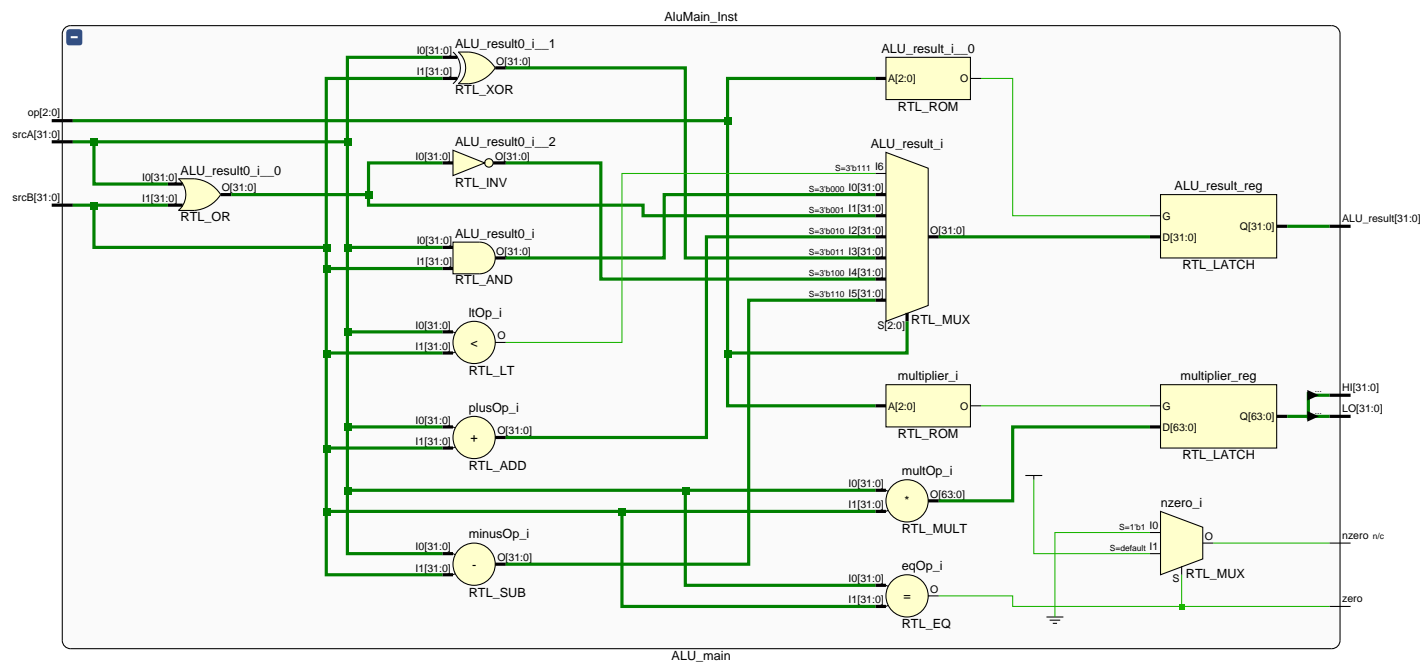 AluMain_Inst
op[2:0]
srcA[31:0]
srcB[31:0]
I0[31:0]
I1[31:0]
ALU_result0_i__0
O[31:0]
RTL_OR
I0[31:0]
I1[31:0]
ALU_result0_i__1
O[31:0]
RTL_XOR
I0[31:0]
ALU_result0_i__2
O[31:0]
RTL_INV
I0[31:0]
I1[31:0]
ALU_result0_i
O[31:0]
RTL_AND
I0[31:0]
I1[31:0]
ltOp_i
<
O
RTL_LT
I0[31:0]
I1[31:0]
plusOp_i
+
O[31:0]
RTL_ADD
I0[31:0]
I1[31:0]
minusOp_i
-
O[31:0]
RTL_SUB
ALU_result_i__0
A[2:0]
O
RTL_ROM
ALU_result_i
S=3'b111 I6
S=3'b000 I0[31:0]
S=3'b001 I1[31:0]
S=3'b010 I2[31:0]
S=3'b011 I3[31:0]
S=3'b100 I4[31:0]
S=3'b110 I5[31:0]
S[2:0]
O[31:0]
RTL_MUX
multiplier_i
A[2:0]
O
RTL_ROM
I0[31:0]
I1[31:0]
multOp_i
*
O[63:0]
RTL_MULT
I0[31:0]
I1[31:0]
eqOp_i
=
O
RTL_EQ
ALU_result_reg
G
D[31:0]
Q[31:0]
RTL_LATCH
multiplier_reg
G
D[63:0]
Q[63:0]
RTL_LATCH
nzero_i
S=1'b1 I0
S=default I1
S
O
RTL_MUX
ALU_result[31:0]
...
HI[31:0]
...
LO[31:0]
nzero n/c
zero
ALU_main